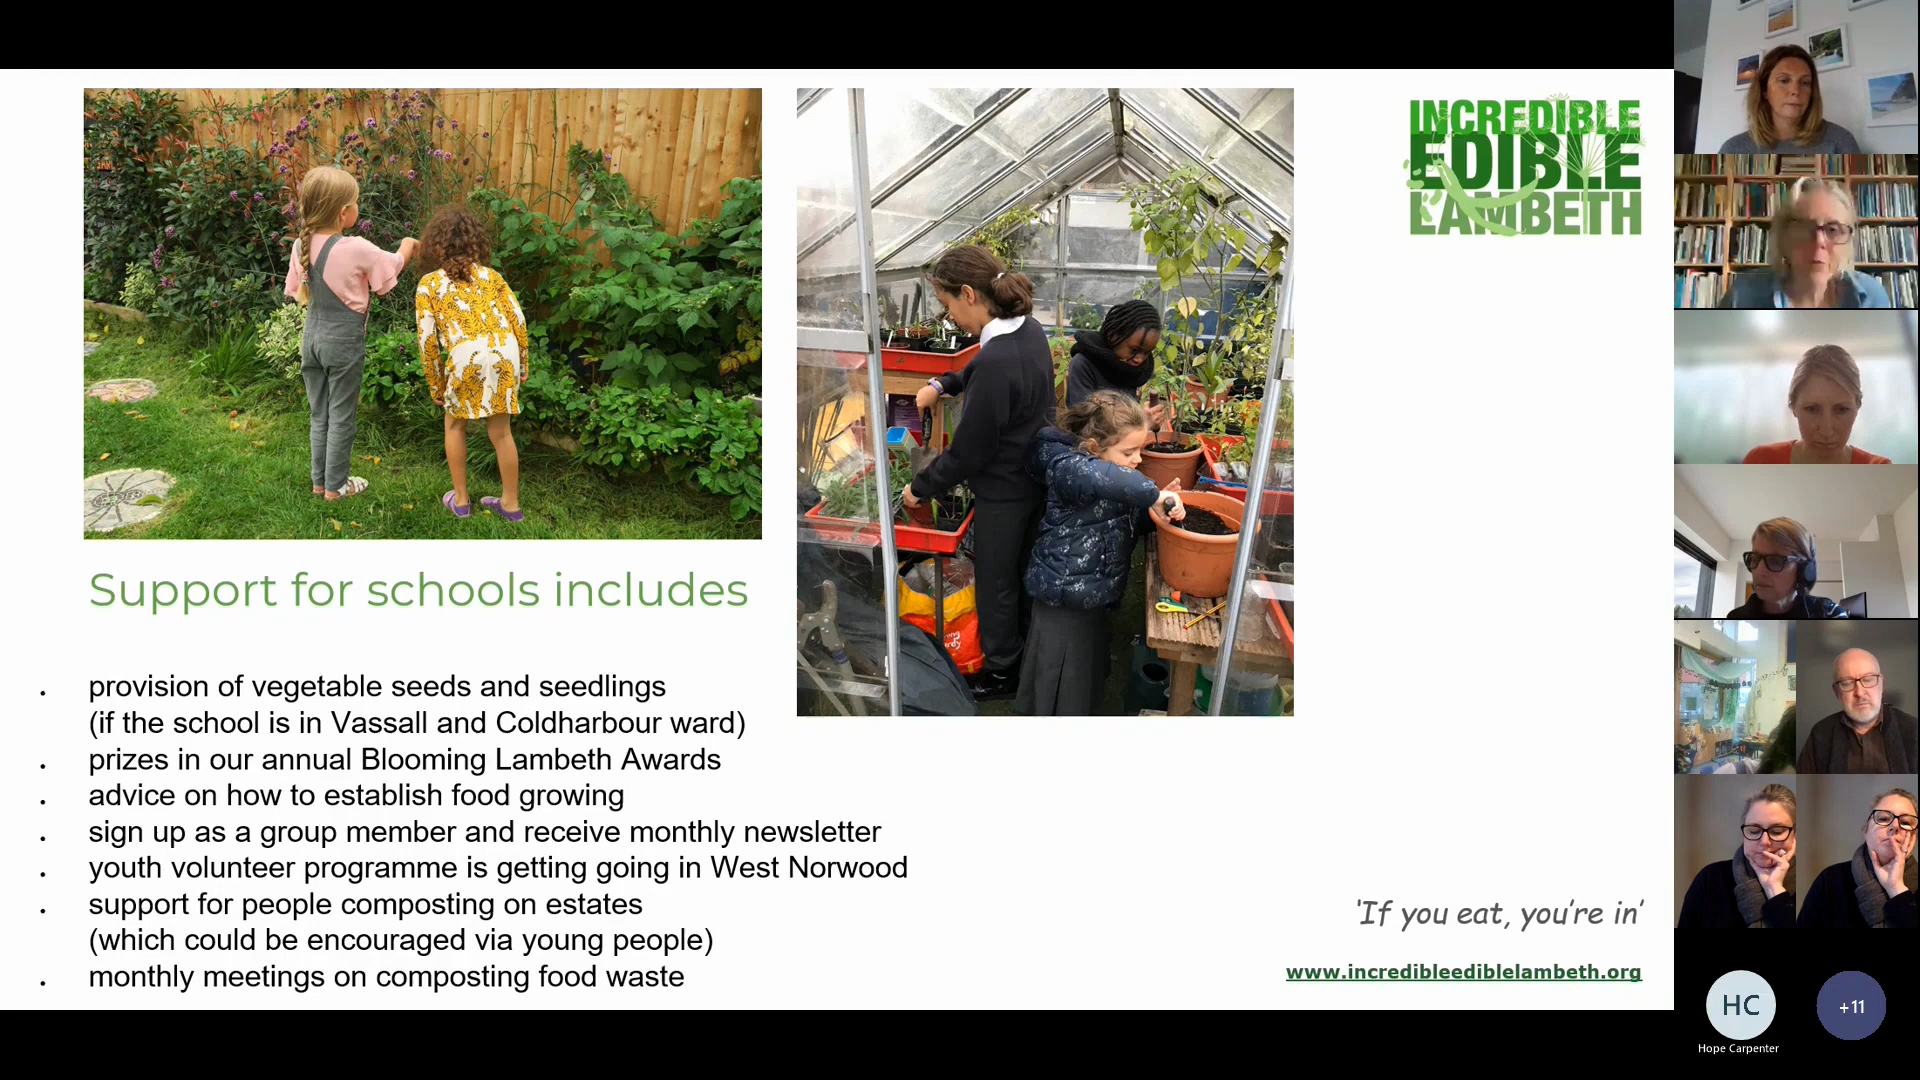 INCREDIBLE
EDIBLE
LAMBETH
Support for schools includes
provision of vegetable seeds and seedlings
(if the school is in Vassall and Coldharbour ward)
prizes in our annual Blooming Lambeth Awards
advice on how to establish food growing
sign up as a group member and receive monthly newsletter
youth volunteer programme is getting going in West Norwood
support for people composting on estates
(which could be encouraged via young people)
monthly meetings on composting food waste
'If you eat, you're in'
www.incredibleediblelambeth.org
HC
+11
Hope Carpenter